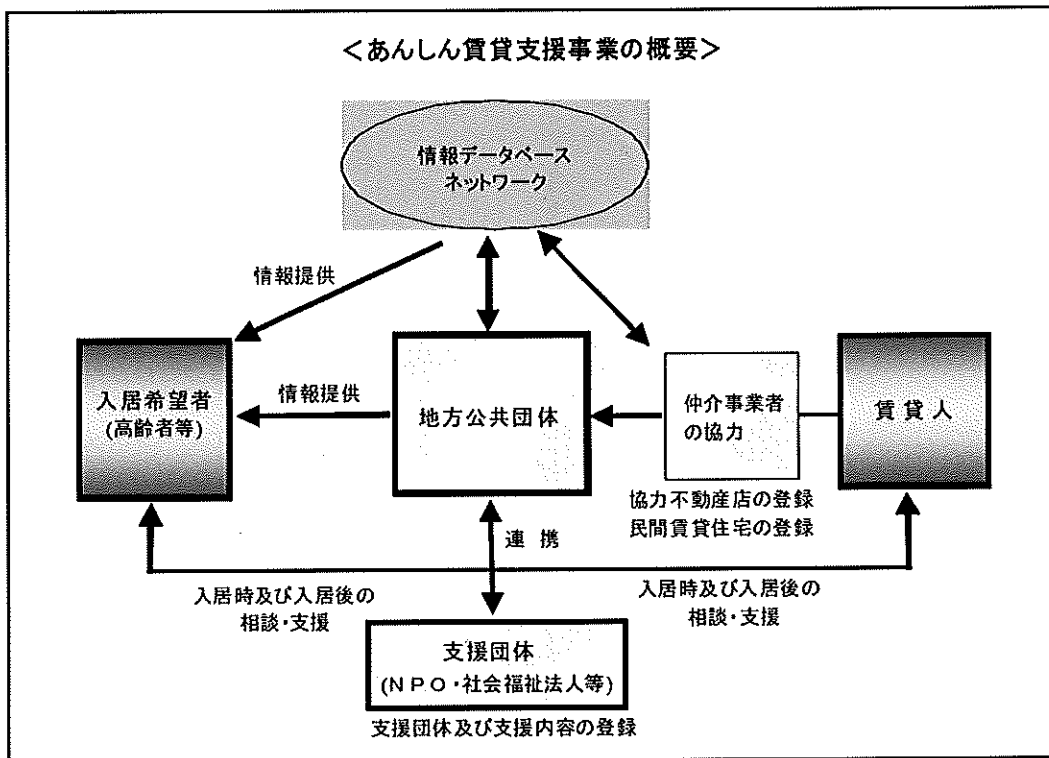 ＜あんしん賃貸支援事業の概要＞
情報データベース
ネットワーク
情報提供
入居希望者
(高齢者等)
情報提供
地方公共団体
仲介事業者
の協力
賃貸人
協力不動産店の登録
民間賃貸住宅の登録
連携
入居時及び入居後の
相談・支援
入居時及び入居後の
相談・支援
支援団体
(ＮＰＯ・社会福祉法人等)
支援団体及び支援内容の登録